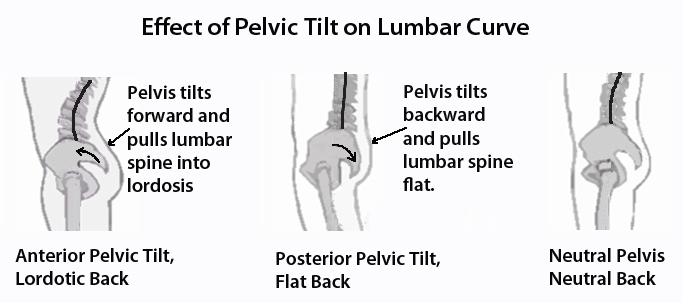 Effect of Pelvic Tilt on Lumbar Curve
Pelvis tilts
forward and
pulls lumbar
spine into
lordosis
Anterior Pelvic Tilt,
Lordotic Back
Pelvis tilts
backward
and pulls
lumbar spine
flat.
Posterior Pelvic Tilt,
Flat Back
Neutral Pelvis
Neutral Back